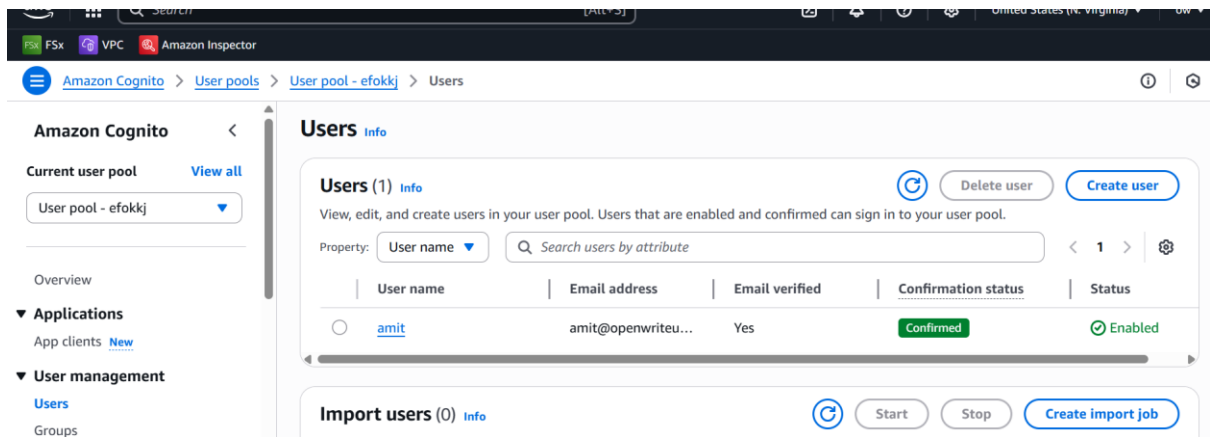 Search [Alt+S] United States (N. Virginia)
FSx FSx VPC Amazon Inspector
Amazon Cognito > User pools > User pool - efokkj > Users
Amazon Cognito
Current user pool View all
User pool - efokkj
Overview
Applications
App clients New
User management
Users
Groups
Users Info
Users (1) Info Delete user Create user
View, edit, and create users in your user pool. Users that are enabled and confirmed can sign in to your user pool.
Property: User name Search users by attribute < 1 >
User name Email address Email verified Confirmation status Status
amit amit@openwriteu... Yes Confirmed Enabled
Import users (0) Info Start Stop Create import job